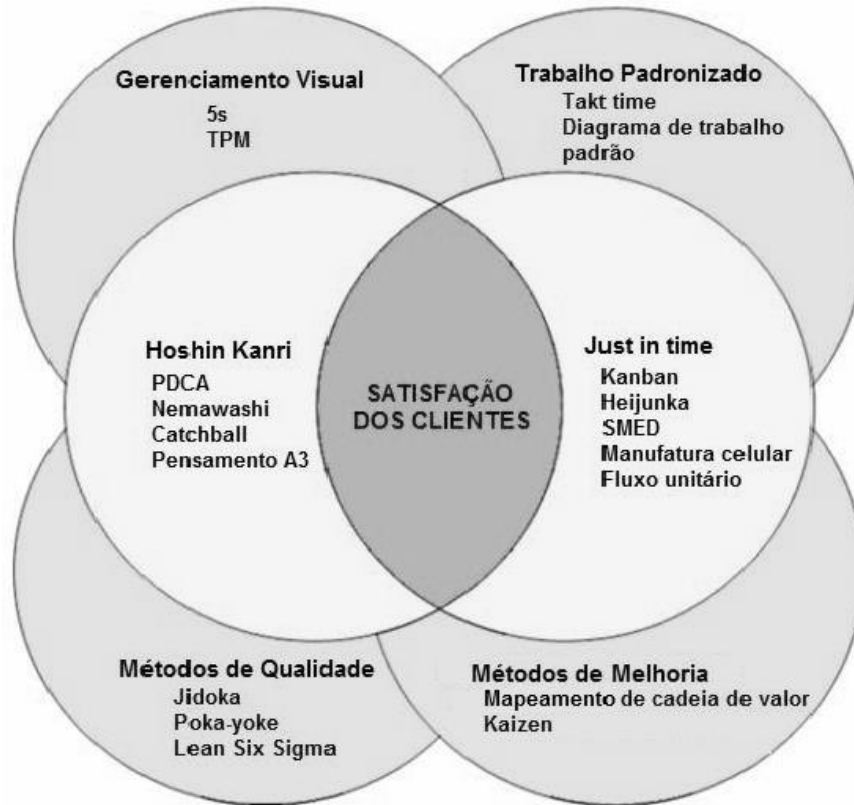 Gerenciamento Visual
5s
TPM
Trabalho Padronizado
Takt time
Diagrama de trabalho
padrão
Hoshin Kanri
PDCA
Nemawashi
Catchball
Pensamento A3
SATISFAÇÃO
DOS CLIENTES
Just in time
Kanban
Heijunka
SMED
Manufatura celular
Fluxo unitário
Métodos de Qualidade
Jidoka
Poka-yoke
Lean Six Sigma
Métodos de Melhoria
Mapeamento de cadeia de valor
Kaizen